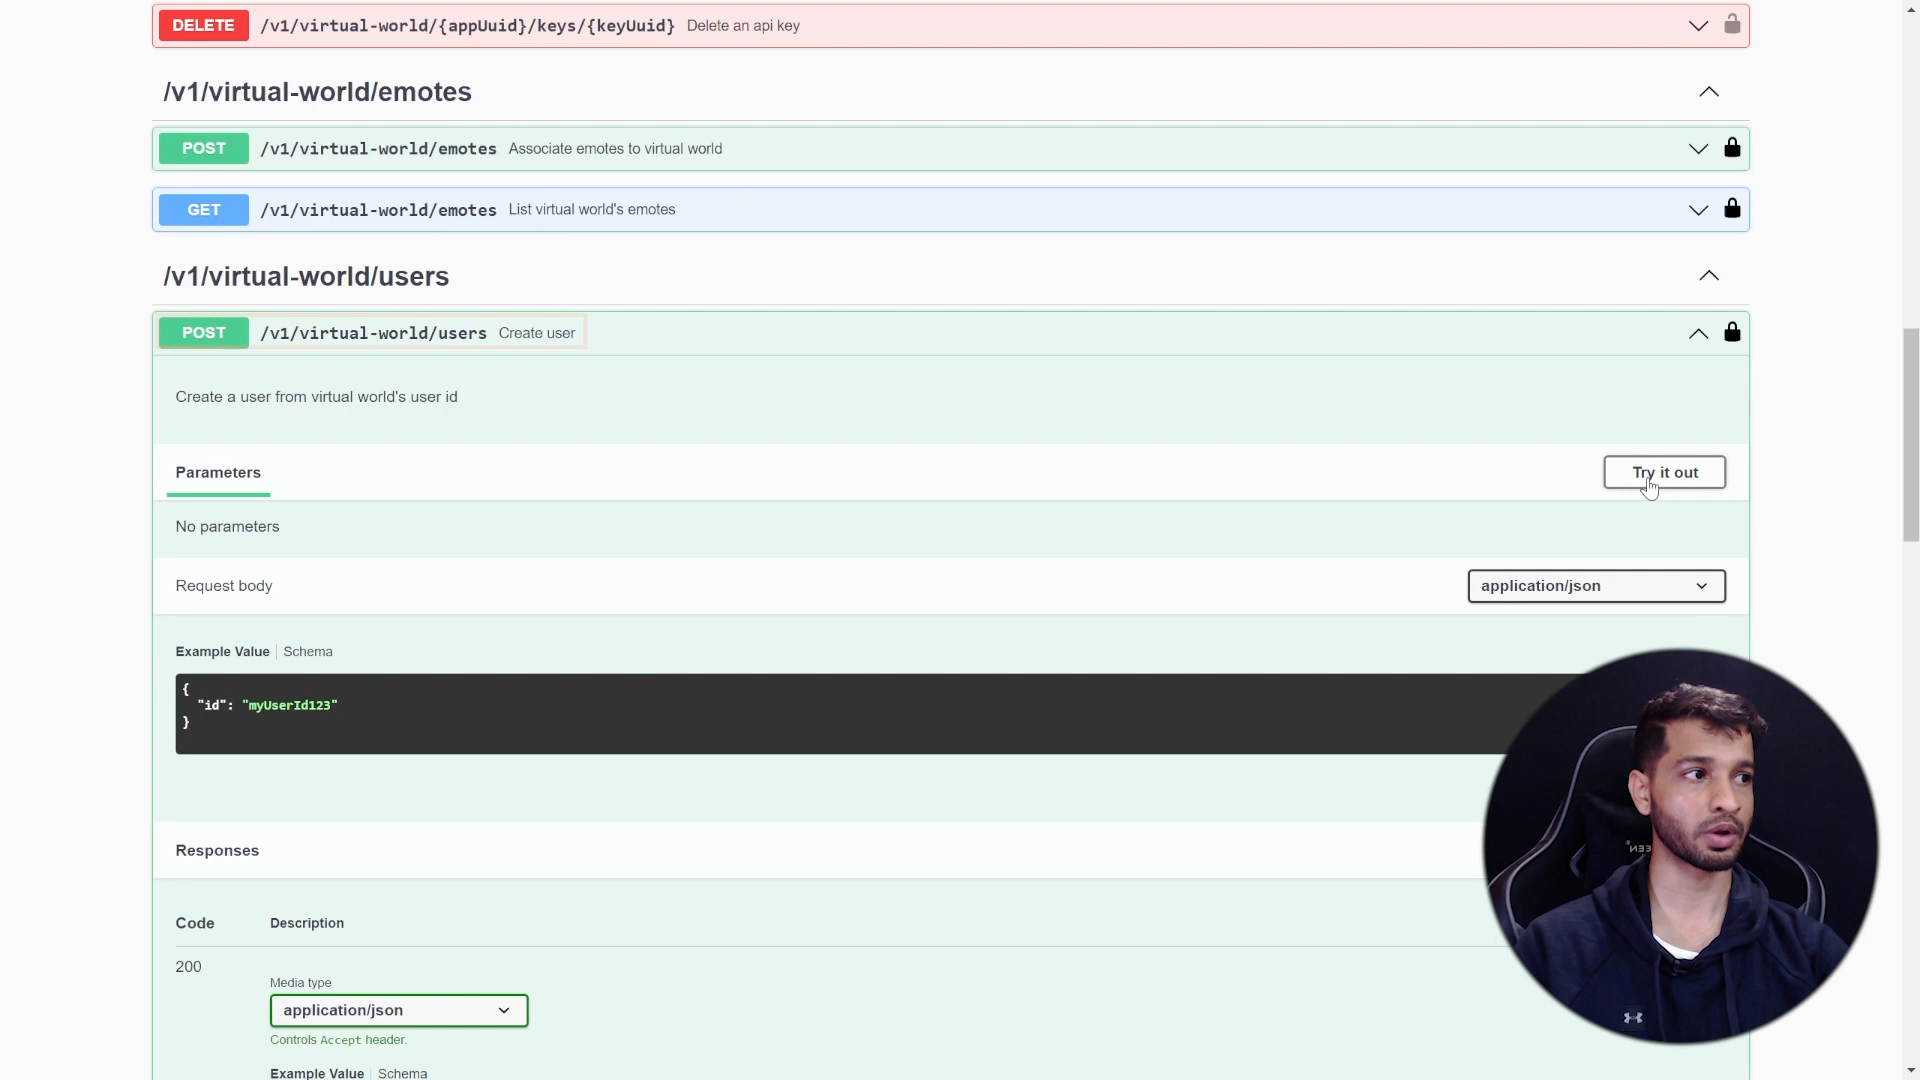 DELETE /v1/virtual-world/{appUuid}/keys/{keyUuid} Delete an api key
/v1/virtual-world/emotes
POST /v1/virtual-world/emotes Associate emotes to virtual world
GET /v1/virtual-world/emotes List virtual world's emotes
/v1/virtual-world/users
POST /v1/virtual-world/users Create user
Create a user from virtual world's user id
Parameters Try it out
No parameters
Request body application/json
Example Value Schema
{
"id": "myUserId123"
}
Responses
Code Description
200
Media type
application/json
Controls Accept header.
Example Value Schema